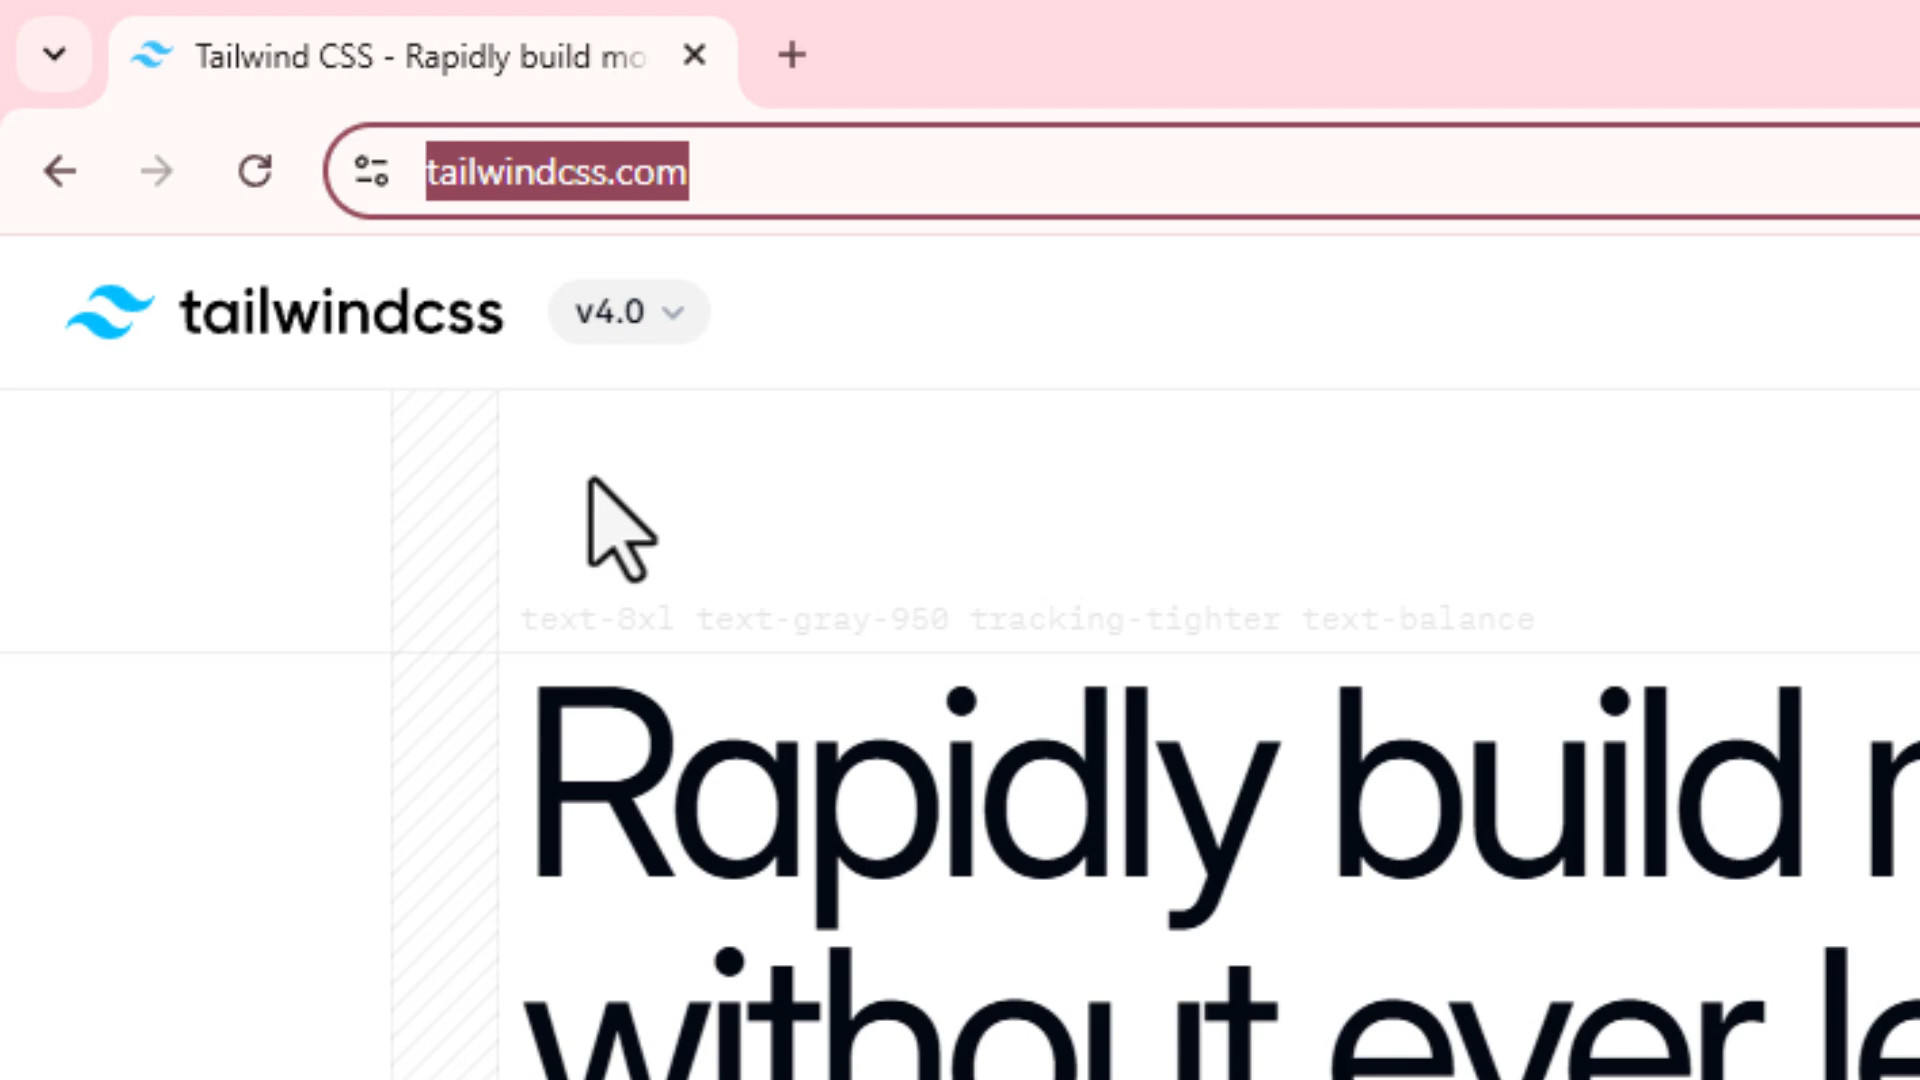 Tailwind CSS - Rapidly build mo
tailwindcss.com
tailwindcss
v4.0
text-8xl text-gray-950 tracking-tighter text-balance
Rapidly build
without ever le